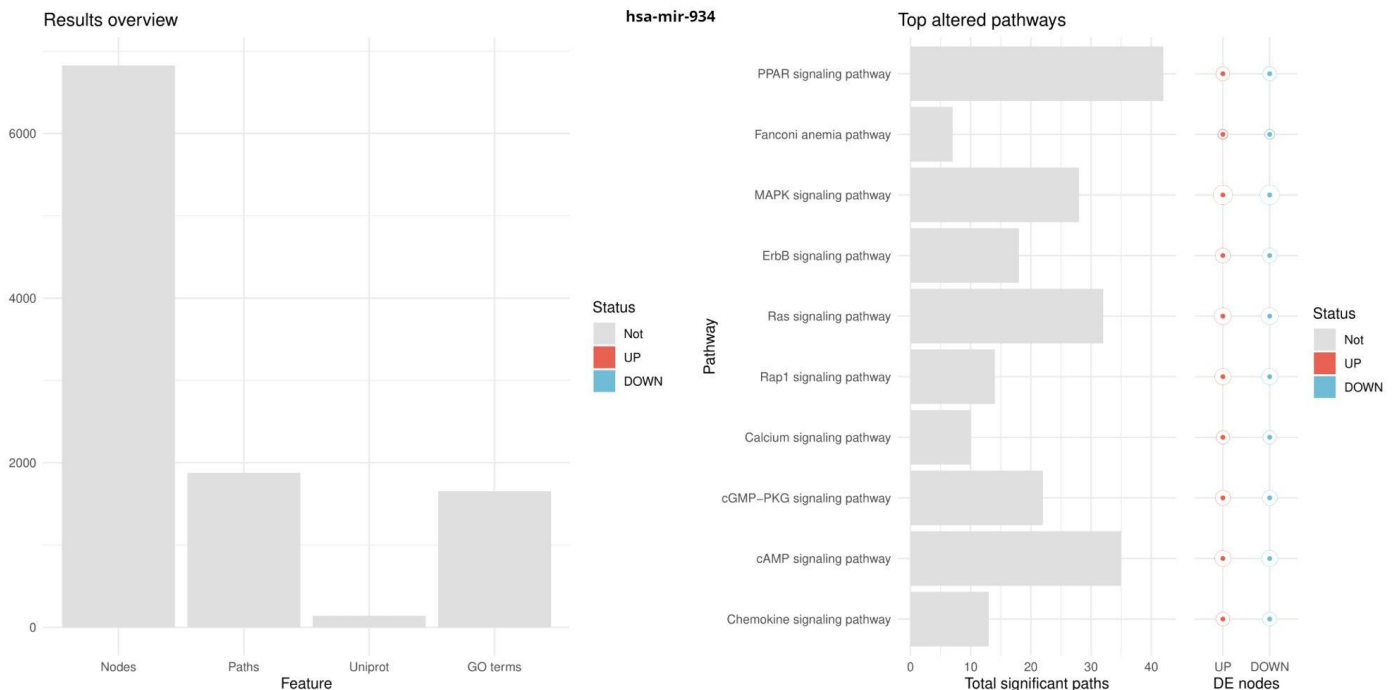 hsa-mir-934
Results overview
6000
4000
2000
0
Nodes
Paths
Uniprot
GO terms
Feature
Status
Not
UP
DOWN
Top altered pathways
Pathway
PPAR signaling pathway
Fanconi anemia pathway
MAPK signaling pathway
ErbB signaling pathway
Ras signaling pathway
Rap1 signaling pathway
Calcium signaling pathway
cGMP−PKG signaling pathway
cAMP signaling pathway
Chemokine signaling pathway
0
10
20
30
40
Total significant paths
UP
DOWN
DE nodes
Status
Not
UP
DOWN